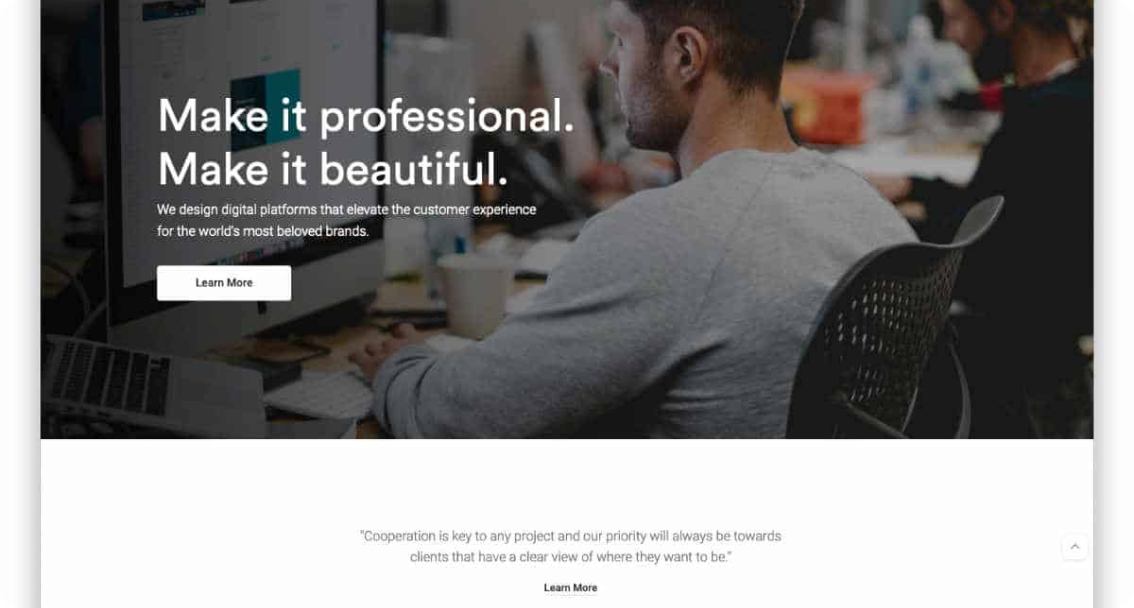 Make it professional.
Make it beautiful.
We design digital platforms that elevate the customer experience
for the world's most beloved brands.
Learn More
"Cooperation is key to any project and our priority will always be towards
clients that have a clear view of where they want to be."
Learn More